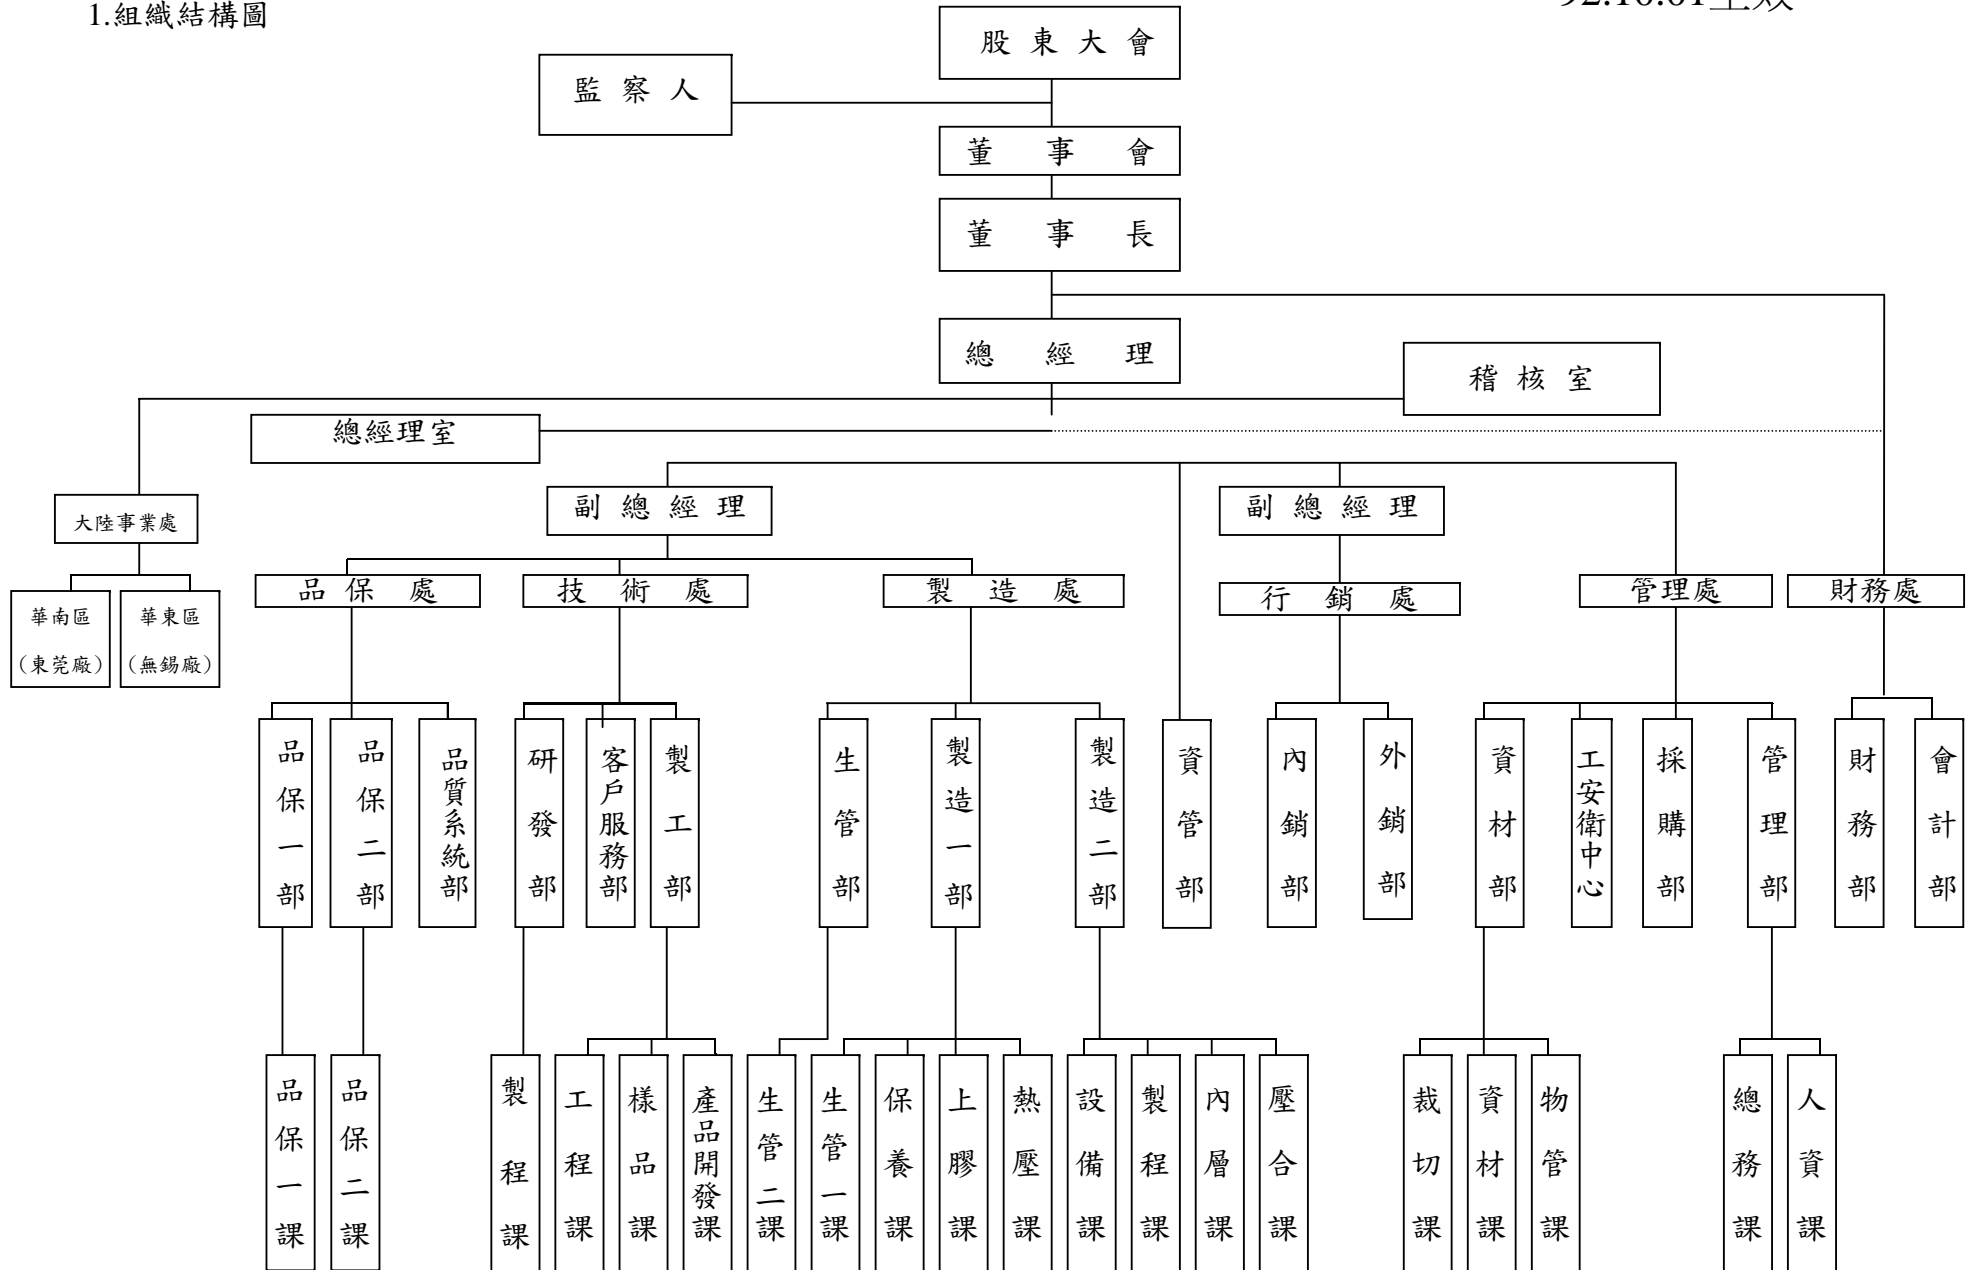 1.組織結構圖
92.10.01生效
股東大會
監察人
董事會
董事長
總經理
稽核室
總經理室
大陸事業處
副總經理
副總經理
華南區
(東莞廠)
華東區
(無錫廠)
品保處
技術處
製造處
行銷處
管理處
財務處
品保一部
品保二部
品質系統部
研發部
客戶服務部
製工部
生管部
製造一部
製造二部
資管部
內銷部
外銷部
資材部
工安衛中心
採購部
管理部
財務部
會計部
品保一課
品保二課
製程課
工程課
樣品課
產品開發課
生管二課
生管一課
保養課
上膠課
熱壓課
設備課
製程課
內層課
壓合課
裁切課
資材課
物管課
總務課
人資課